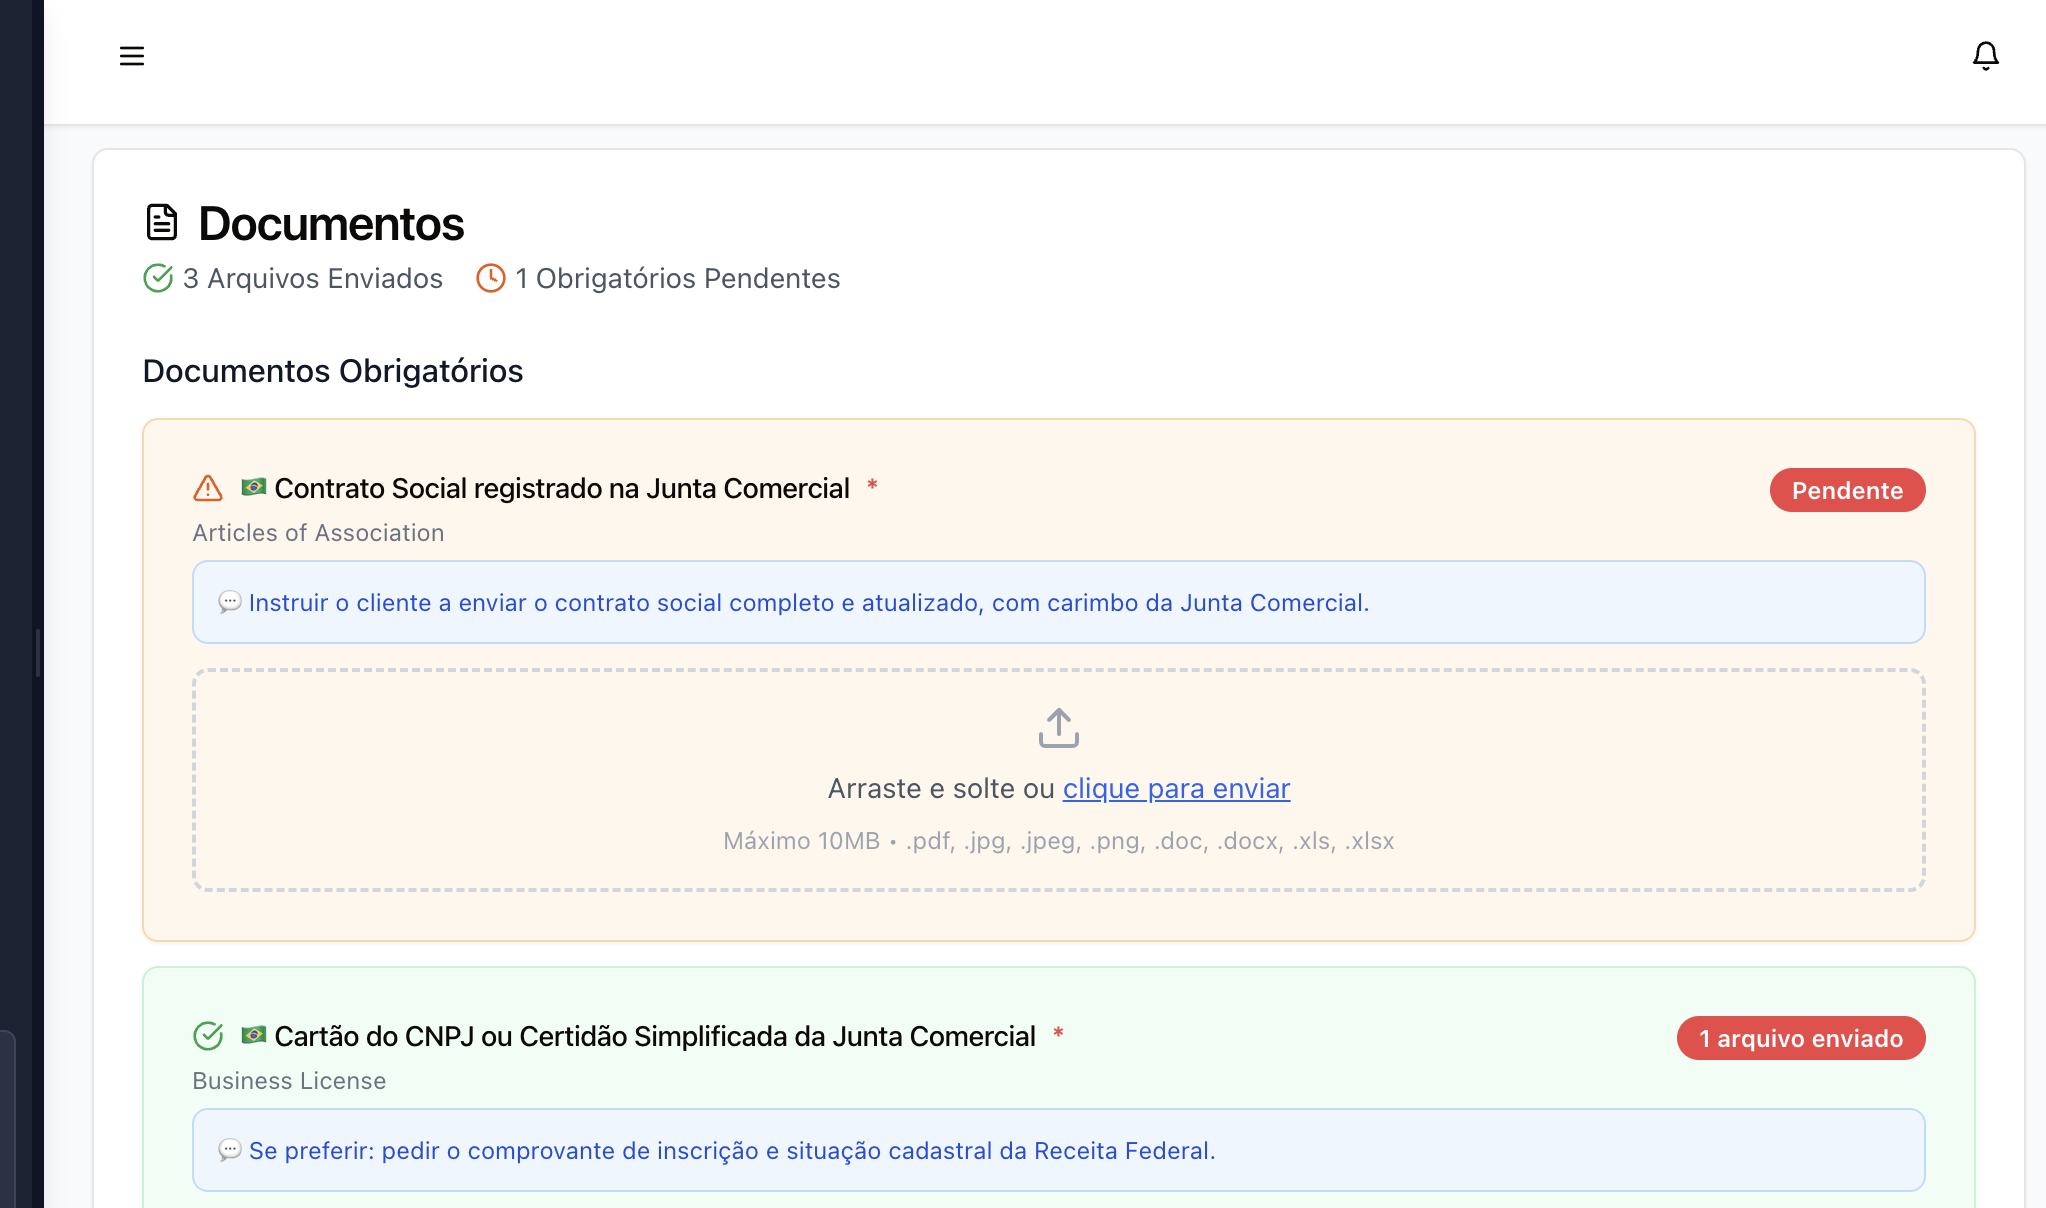 Documentos
3 Arquivos Enviados 1 Obrigatórios Pendentes
Documentos Obrigatórios
Contrato Social registrado na Junta Comercial *
Pendente
Articles of Association
Instruir o cliente a enviar o contrato social completo e atualizado, com carimbo da Junta Comercial.
Arraste e solte ou clique para enviar
Máximo 10MB • .pdf, .jpg, .jpeg, .png, .doc, .docx, .xls, .xlsx
Cartão do CNPJ ou Certidão Simplificada da Junta Comercial *
1 arquivo enviado
Business License
Se preferir: pedir o comprovante de inscrição e situação cadastral da Receita Federal.